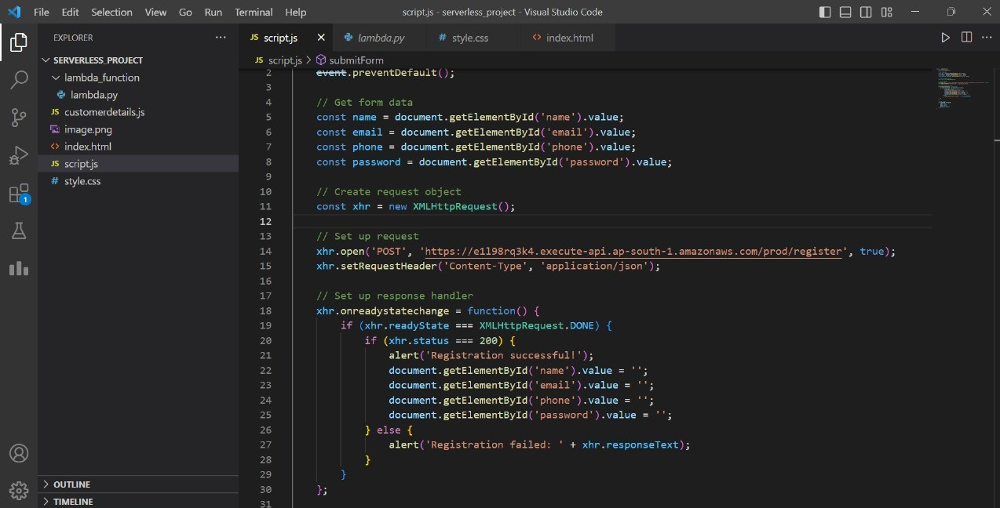 File Edit Selection View Go Run Terminal Help script.js - serverless_project - Visual Studio Code
EXPLORER
SERVERLESS_PROJECT
lambda_function
lambda.py
JS customerdetails.js
image.png
<> index.html
JS script.js
# style.css
1
OUTLINE
TIMELINE
JS script.js lambda.py # style.css <> index.html
JS script.js > submitForm
2 event.preventDefault();
3
4 // Get form data
5 const name = document.getElementById('name').value;
6 const email = document.getElementById('email').value;
7 const phone = document.getElementById('phone').value;
8 const password = document.getElementById('password').value;
9
10 // Create request object
11 const xhr = new XMLHttpRequest();
12
13 // Set up request
14 xhr.open('POST', 'https://e1l98rq3k4.execute-api.ap-south-1.amazonaws.com/prod/register', true);
15 xhr.setRequestHeader('Content-Type', 'application/json');
16
17 // Set up response handler
18 xhr.onreadystatechange = function() {
19 if (xhr.readyState === XMLHttpRequest.DONE) {
20 if (xhr.status === 200) {
21 alert('Registration successful!');
22 document.getElementById('name').value = '';
23 document.getElementById('email').value = '';
24 document.getElementById('phone').value = '';
25 document.getElementById('password').value = '';
26 } else {
27 alert('Registration failed: ' + xhr.responseText);
28 }
29 }
30 };
31